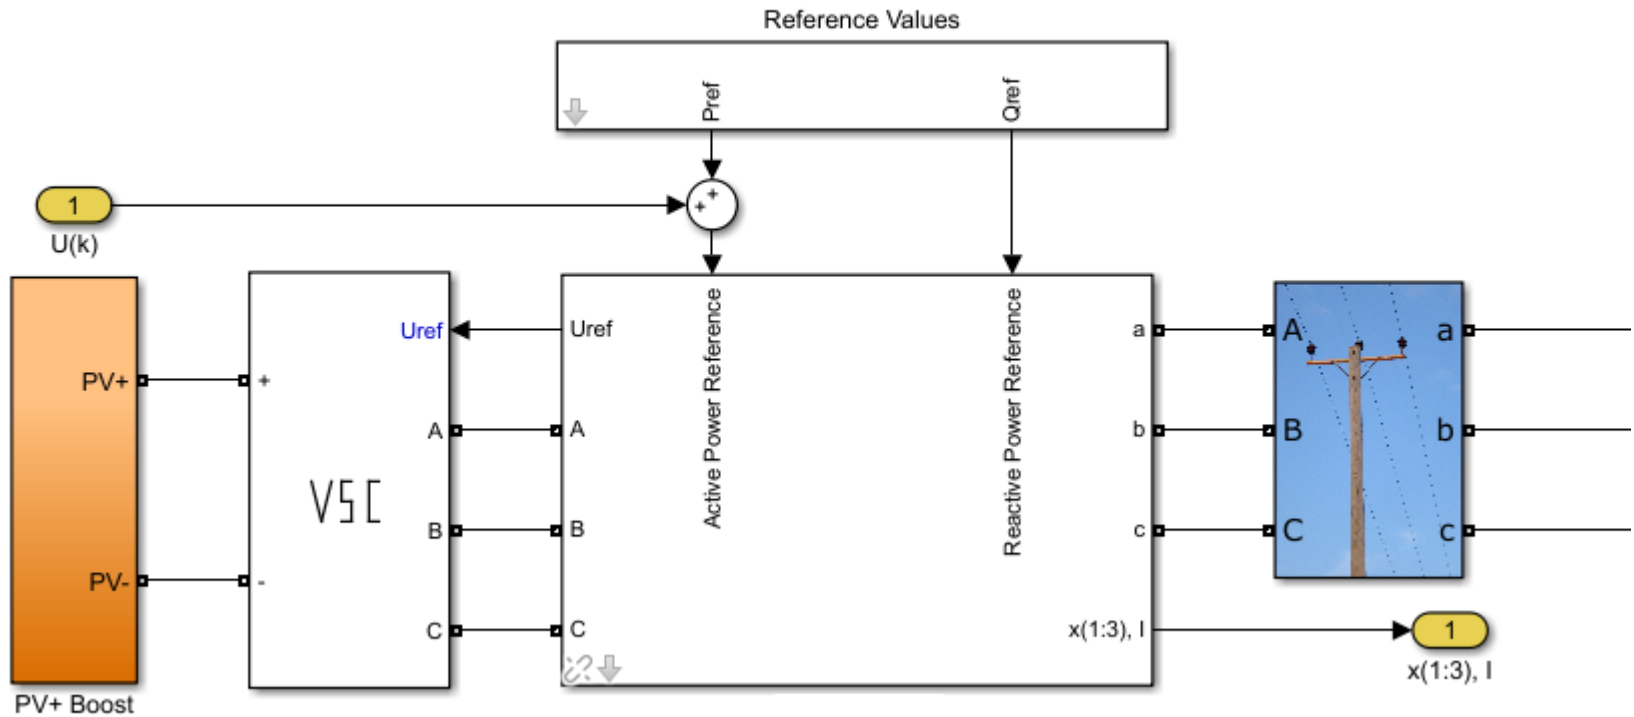 Reference Values
Pref
Qref
1
U(k)
+
+
PV+
PV-
PV+ Boost
Uref
+
-
VSC
A
B
C
Uref
A
B
C
Active Power Reference
Reactive Power Reference
a
b
c
x(1:3), I
A
B
C
a
b
c
1
x(1:3), I